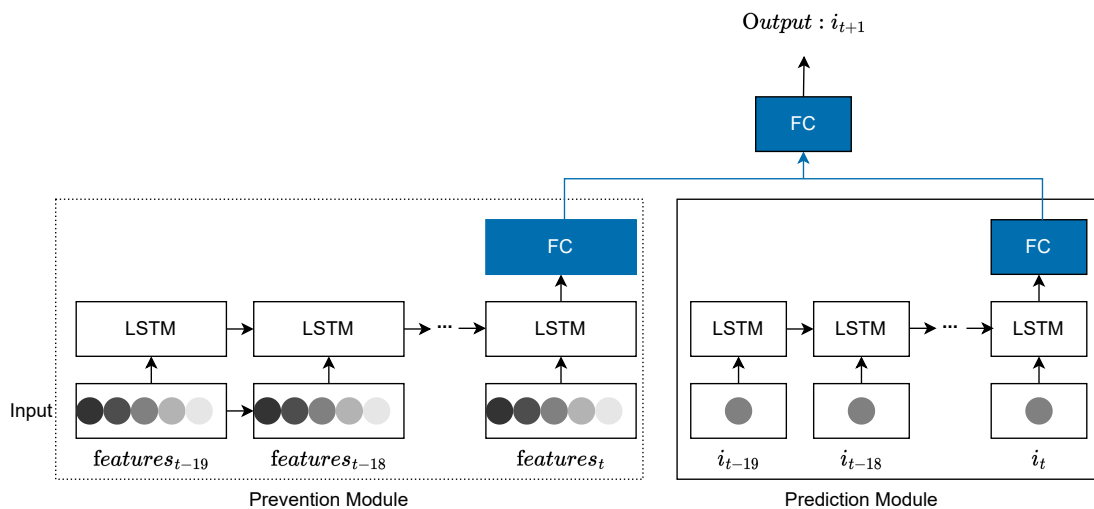 Output : i_{t+1}
FC
FC
FC
LSTM
LSTM
...
LSTM
LSTM
LSTM
...
LSTM
Input
features_{t−19}
features_{t−18}
features_t
i_{t−19}
i_{t−18}
i_t
Prevention Module
Prediction Module